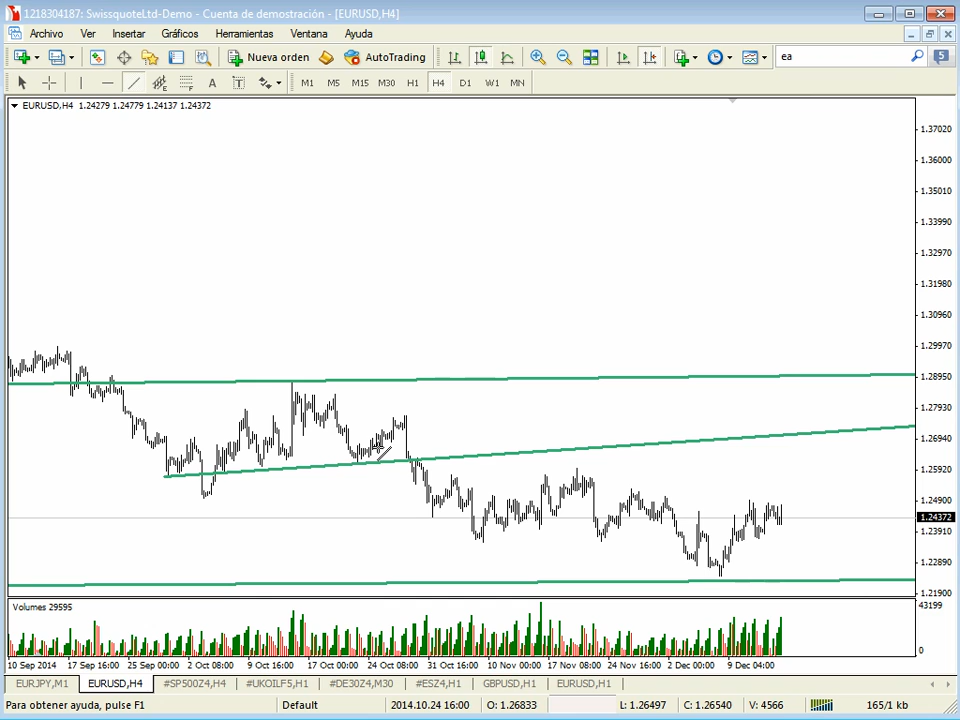 1218304187: SwissquoteLtd-Demo - Cuenta de demostración - [EURUSD,H4]
Archivo Ver Insertar Gráficos Herramientas Ventana Ayuda
Nueva orden AutoTrading ea 5
A T M1 M5 M15 M30 H1 H4 D1 W1 MN
EURUSD,H4 1.24279 1.24779 1.24137 1.24372
1.37020
1.36000
1.35010
1.33990
1.32970
1.31980
1.30960
1.29970
1.28950
1.27930
1.26940
1.25920
1.24900
1.24372
1.23910
1.22890
1.21900
Volumes 29595
43199
0
10 Sep 2014 17 Sep 16:00 25 Sep 00:00 2 Oct 08:00 9 Oct 16:00 17 Oct 00:00 24 Oct 08:00 31 Oct 16:00 10 Nov 00:00 17 Nov 08:00 24 Nov 16:00 2 Dec 00:00 9 Dec 04:00
EURJPY,M1 EURUSD,H4 #SP500Z4,H4 #UKOILF5,H1 #DE30Z4,M30 #ESZ4,H1 GBPUSD,H1 EURUSD,H1
Para obtener ayuda, pulse F1 Default 2014.10.24 16:00 O: 1.26833 L: 1.26497 C: 1.26540 V: 4566 165/1 kb